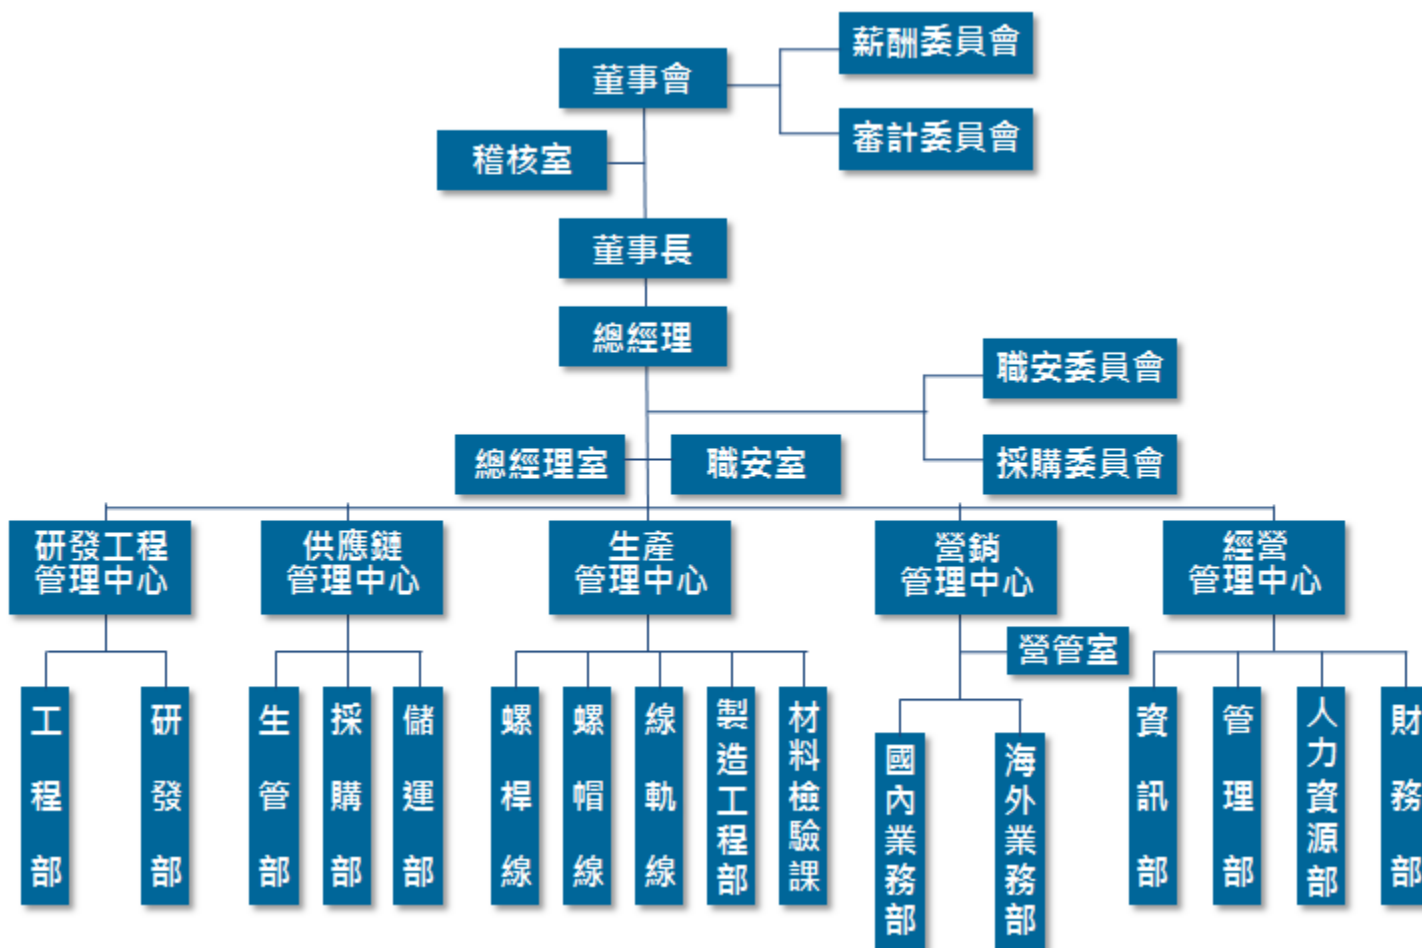 薪酬委員會
董事會
審計委員會
稽核室
董事長
總經理
職安委員會
總經理室
職安室
採購委員會
研發工程
管理中心
供應鏈
管理中心
生產
管理中心
營銷
管理中心
經營
管理中心
營管室
工程部
研發部
生管部
採購部
儲運部
螺桿線
螺帽線
線軌線
製造工程部
材料檢驗課
國內業務部
海外業務部
資訊部
管理部
人力資源部
財務部